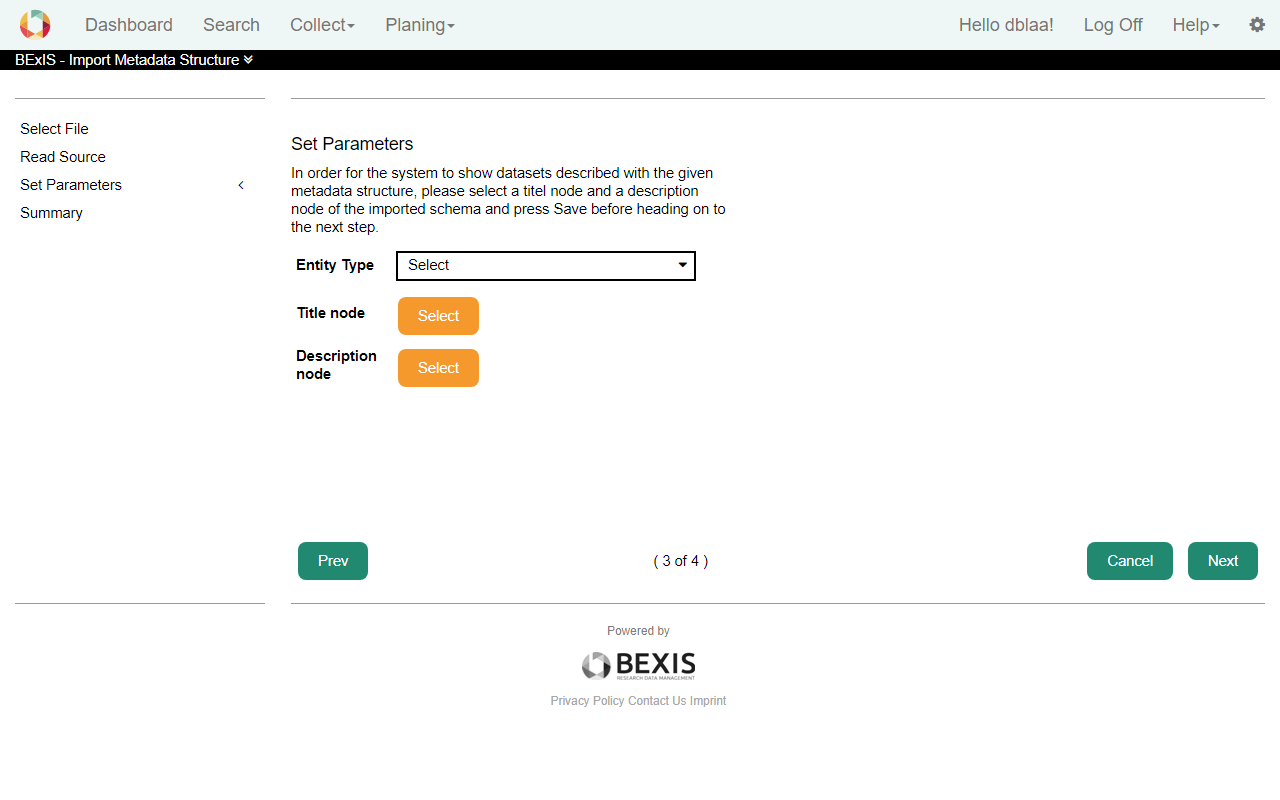 Dashboard Search Collect Planing Hello dblaa! Log Off Help
BExIS - Import Metadata Structure
Select File
Read Source
Set Parameters
Summary
Set Parameters
In order for the system to show datasets described with the given
metadata structure, please select a titel node and a description
node of the imported schema and press Save before heading on to
the next step.
Entity Type Select
Title node Select
Description
node
Select
Prev ( 3 of 4 ) Cancel Next
Powered by
BEXIS
RESEARCH DATA MANAGEMENT
Privacy Policy Contact Us Imprint